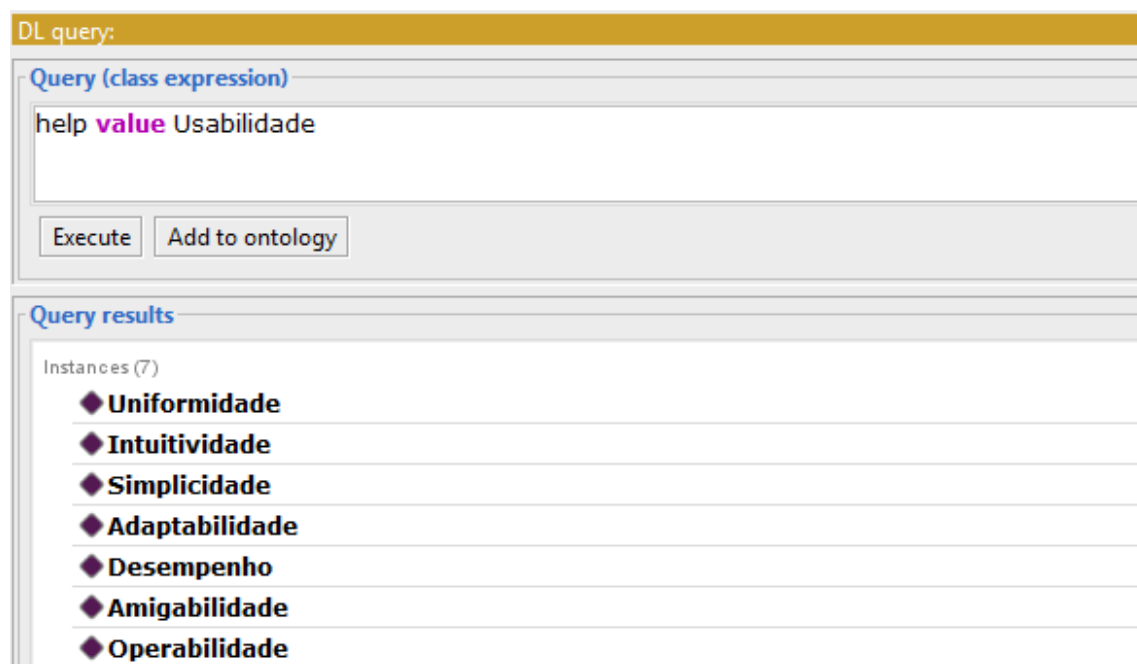 DL query:
Query (class expression)
help value Usabilidade
Execute Add to ontology
Query results
Instances (7)
Uniformidade
Intuitividade
Simplicidade
Adaptabilidade
Desempenho
Amigabilidade
Operabilidade